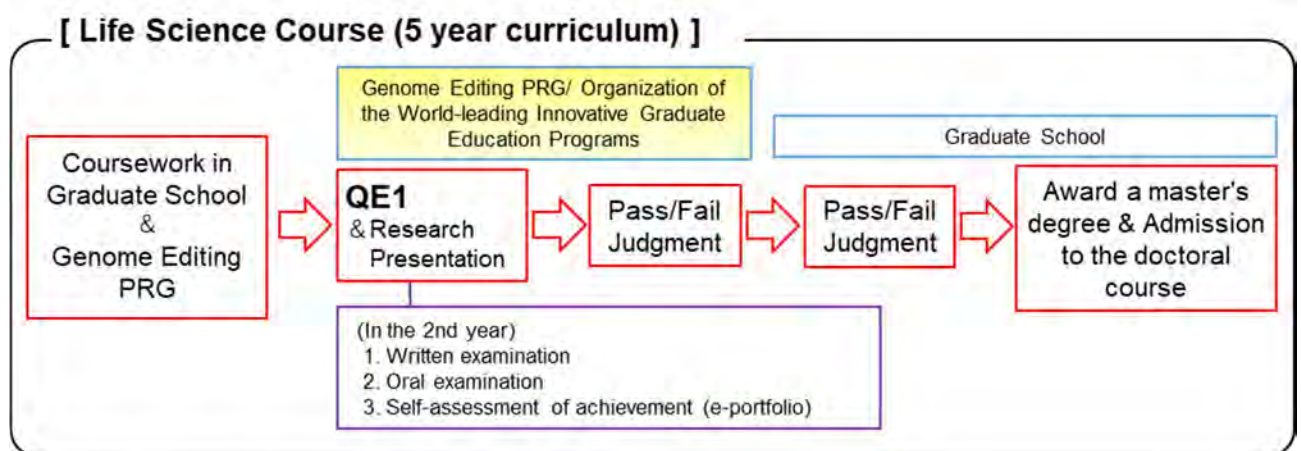 [ Life Science Course (5 year curriculum) ]
Genome Editing PRG/ Organization of
the World-leading Innovative Graduate
Education Programs
Graduate School
Coursework in
Graduate School
&
Genome Editing
PRG
QE1
& Research
Presentation
Pass/Fail
Judgment
Pass/Fail
Judgment
Award a master's
degree & Admission
to the doctoral
course
(In the 2nd year)
1. Written examination
2. Oral examination
3. Self-assessment of achievement (e-portfolio)